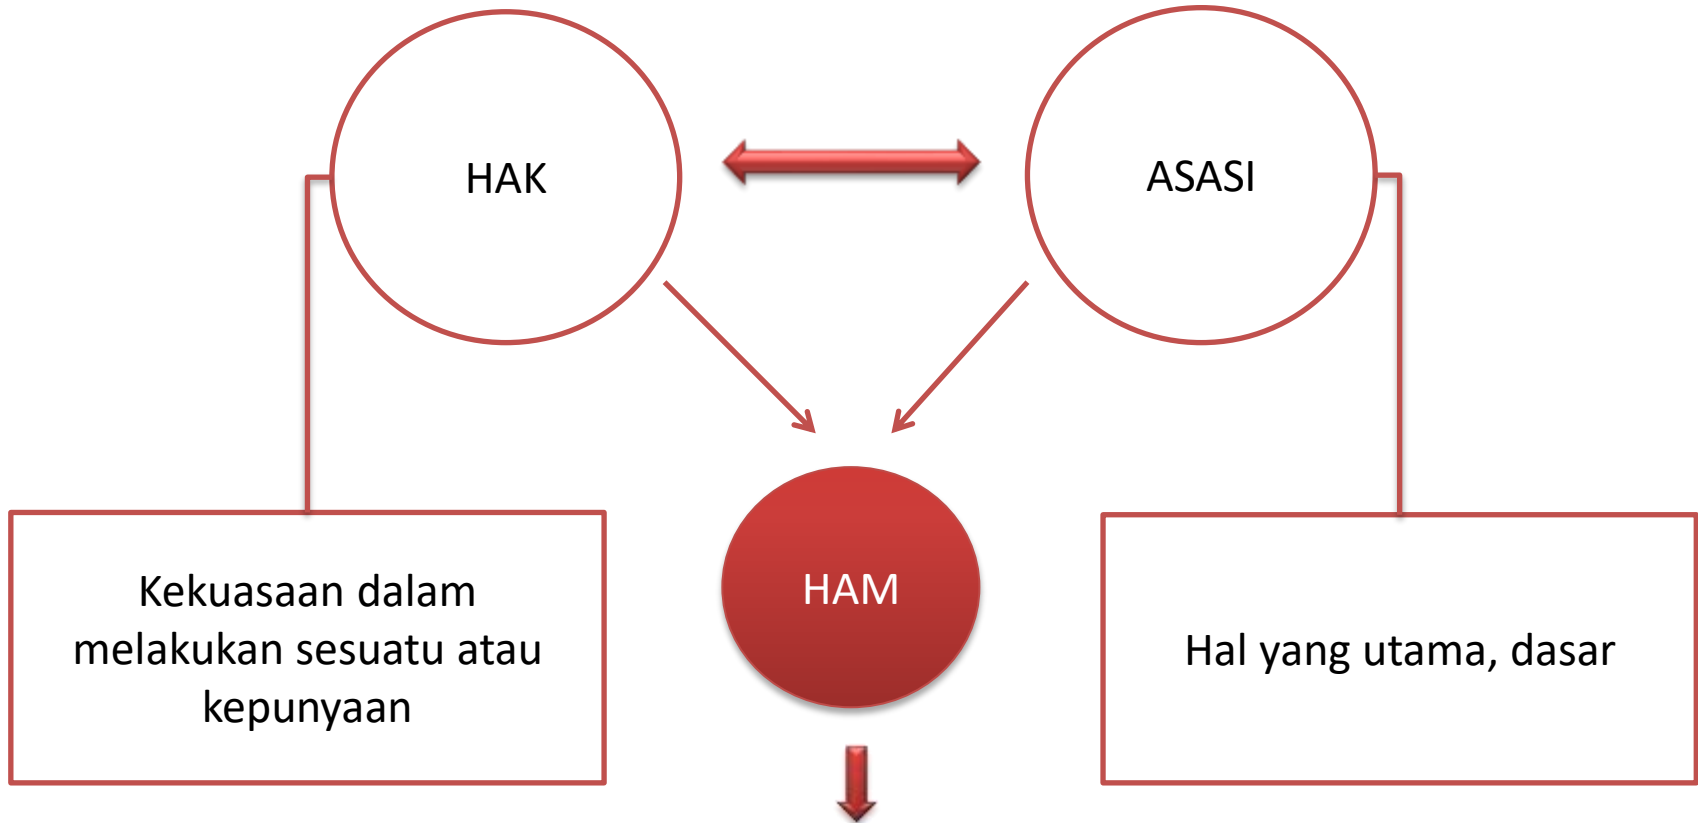 HAK
ASASI
HAM
Kekuasaan dalam
melakukan sesuatu atau
kepunyaan
Hal yang utama, dasar